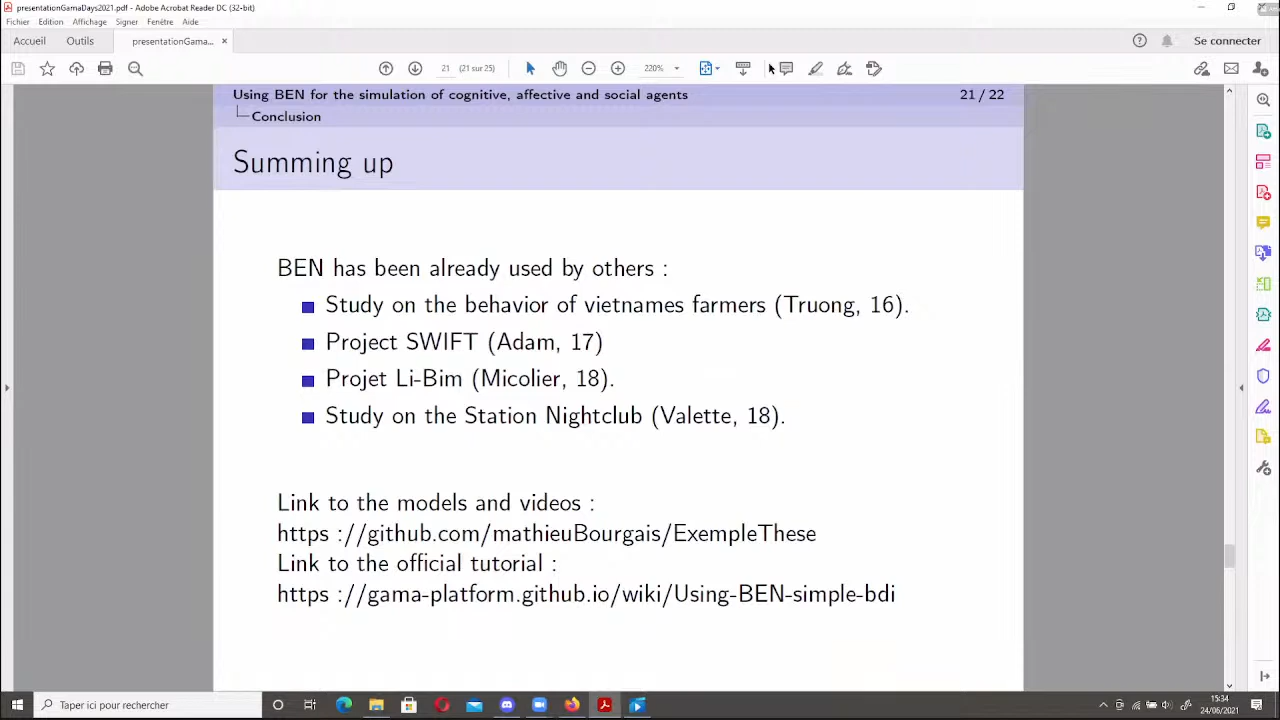 presentationGamaDays2021.pdf - Adobe Acrobat Reader DC (32-bit)
Fichier Edition Affichage Signer Fenêtre Aide
Accueil Outils presentationGama... × Se connecter
21 (21 sur 25) 220%
Using BEN for the simulation of cognitive, affective and social agents 21 / 22
Conclusion
Summing up
BEN has been already used by others :
Study on the behavior of vietnames farmers (Truong, 16).
Project SWIFT (Adam, 17)
Projet Li-Bim (Micolier, 18).
Study on the Station Nightclub (Valette, 18).
Link to the models and videos :
https ://github.com/mathieuBourgais/ExempleThese
Link to the official tutorial :
https ://gama-platform.github.io/wiki/Using-BEN-simple-bdi
Taper ici pour rechercher
15:34
24/06/2021